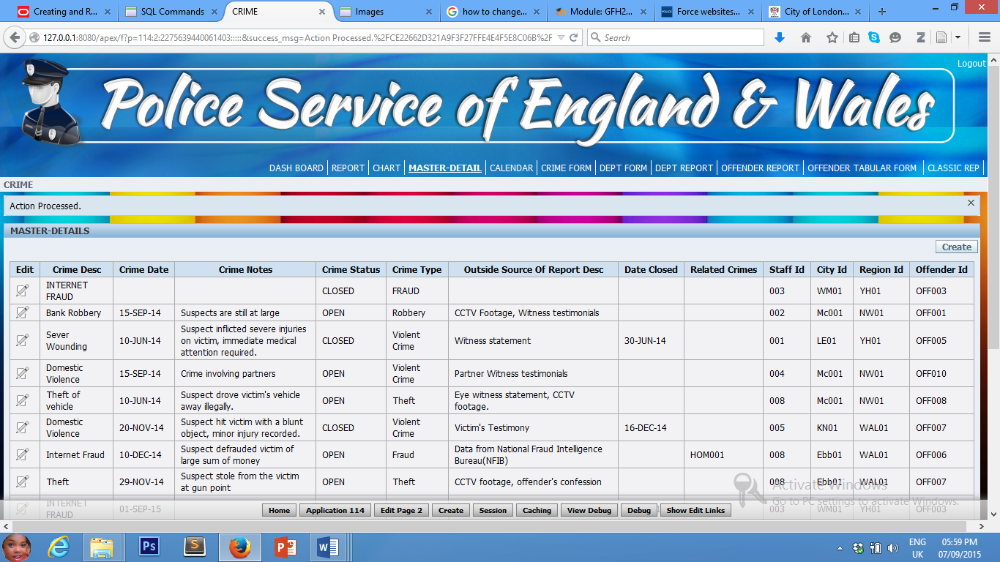 Creating and R...
SQL Commands
CRIME
Images
how to change...
Module: GFH2...
Force websites...
City of London...
127.0.0.1:8080/apex/f?p=114:2:2275639440061403:::::&success_msg=Action Processed.%2FCE22662D321A9F3F27FFE4E4F5E8C06B%2F
Search
Logout
Police Service of England & Wales
DASH BOARD REPORT CHART MASTER-DETAIL CALENDAR CRIME FORM DEPT FORM DEPT REPORT OFFENDER REPORT OFFENDER TABULAR FORM CLASSIC REP
CRIME
Action Processed.
MASTER-DETAILS
Create
Edit Crime Desc Crime Date Crime Notes Crime Status Crime Type Outside Source Of Report Desc Date Closed Related Crimes Staff Id City Id Region Id Offender Id
INTERNET
FRAUD
CLOSED FRAUD 003 WM01 YH01 OFF003
Bank Robbery 15-SEP-14 Suspects are still at large OPEN Robbery CCTV Footage, Witness testimonials 002 Mc001 NW01 OFF001
Sever
Wounding
10-JUN-14
Suspect inflicted severe injuries
on victim, immediate medical
attention required.
CLOSED
Violent
Crime
Witness statement 30-JUN-14 001 LE01 YH01 OFF005
Domestic
Violence
15-SEP-14 Crime involving partners OPEN
Violent
Crime
Partner Witness testimonials 004 Mc001 NW01 OFF010
Theft of
vehicle
10-JUN-14
Suspect drove victim's vehicle
away illegally.
OPEN Theft
Eye witness statement, CCTV
footage.
008 Mc001 NW01 OFF008
Domestic
Violence
20-NOV-14
Suspect hit victim with a blunt
object, minor injury recorded.
CLOSED
Violent
Crime
Victim's Testimony 16-DEC-14 005 KN01 WAL01 OFF007
Internet Fraud 10-DEC-14
Suspect defrauded victim of
large sum of money
OPEN Fraud
Data from National Fraud Intelligence
Bureau(NFIB)
HOM001 008 Ebb01 WAL01 OFF006
Theft 29-NOV-14
Suspect stole from the victim
at gun point
OPEN Theft CCTV footage, offender's confession 008 Ebb01 WAL01 OFF007
INTERNET
FRAUD
01-SEP-15 003 WM01 YH01 OFF003
Activate Windows
Go to PC settings to activate Windows.
Home Application 114 Edit Page 2 Create Session Caching View Debug Debug Show Edit Links
Ps
S
P
W
ENG
UK
05:59 PM
07/09/2015